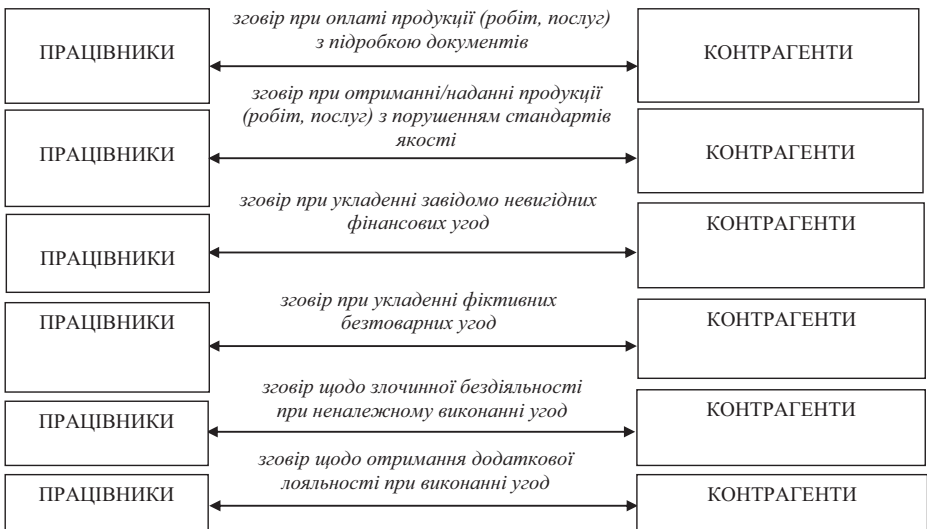 зговір при оплаті продукції (робіт, послуг)
з підробкою документів
ПРАЦІВНИКИ
КОНТРАГЕНТИ
зговір при отриманні/наданні продукції
(робіт, послуг) з порушенням стандартів
якості
ПРАЦІВНИКИ
КОНТРАГЕНТИ
зговір при укладенні завідомо невигідних
фінансових угод
ПРАЦІВНИКИ
КОНТРАГЕНТИ
зговір при укладенні фіктивних
безтоварних угод
ПРАЦІВНИКИ
КОНТРАГЕНТИ
зговір щодо злочинної бездіяльності
при неналежному виконанні угод
ПРАЦІВНИКИ
КОНТРАГЕНТИ
зговір щодо отримання додаткової
лояльності при виконанні угод
ПРАЦІВНИКИ
КОНТРАГЕНТИ